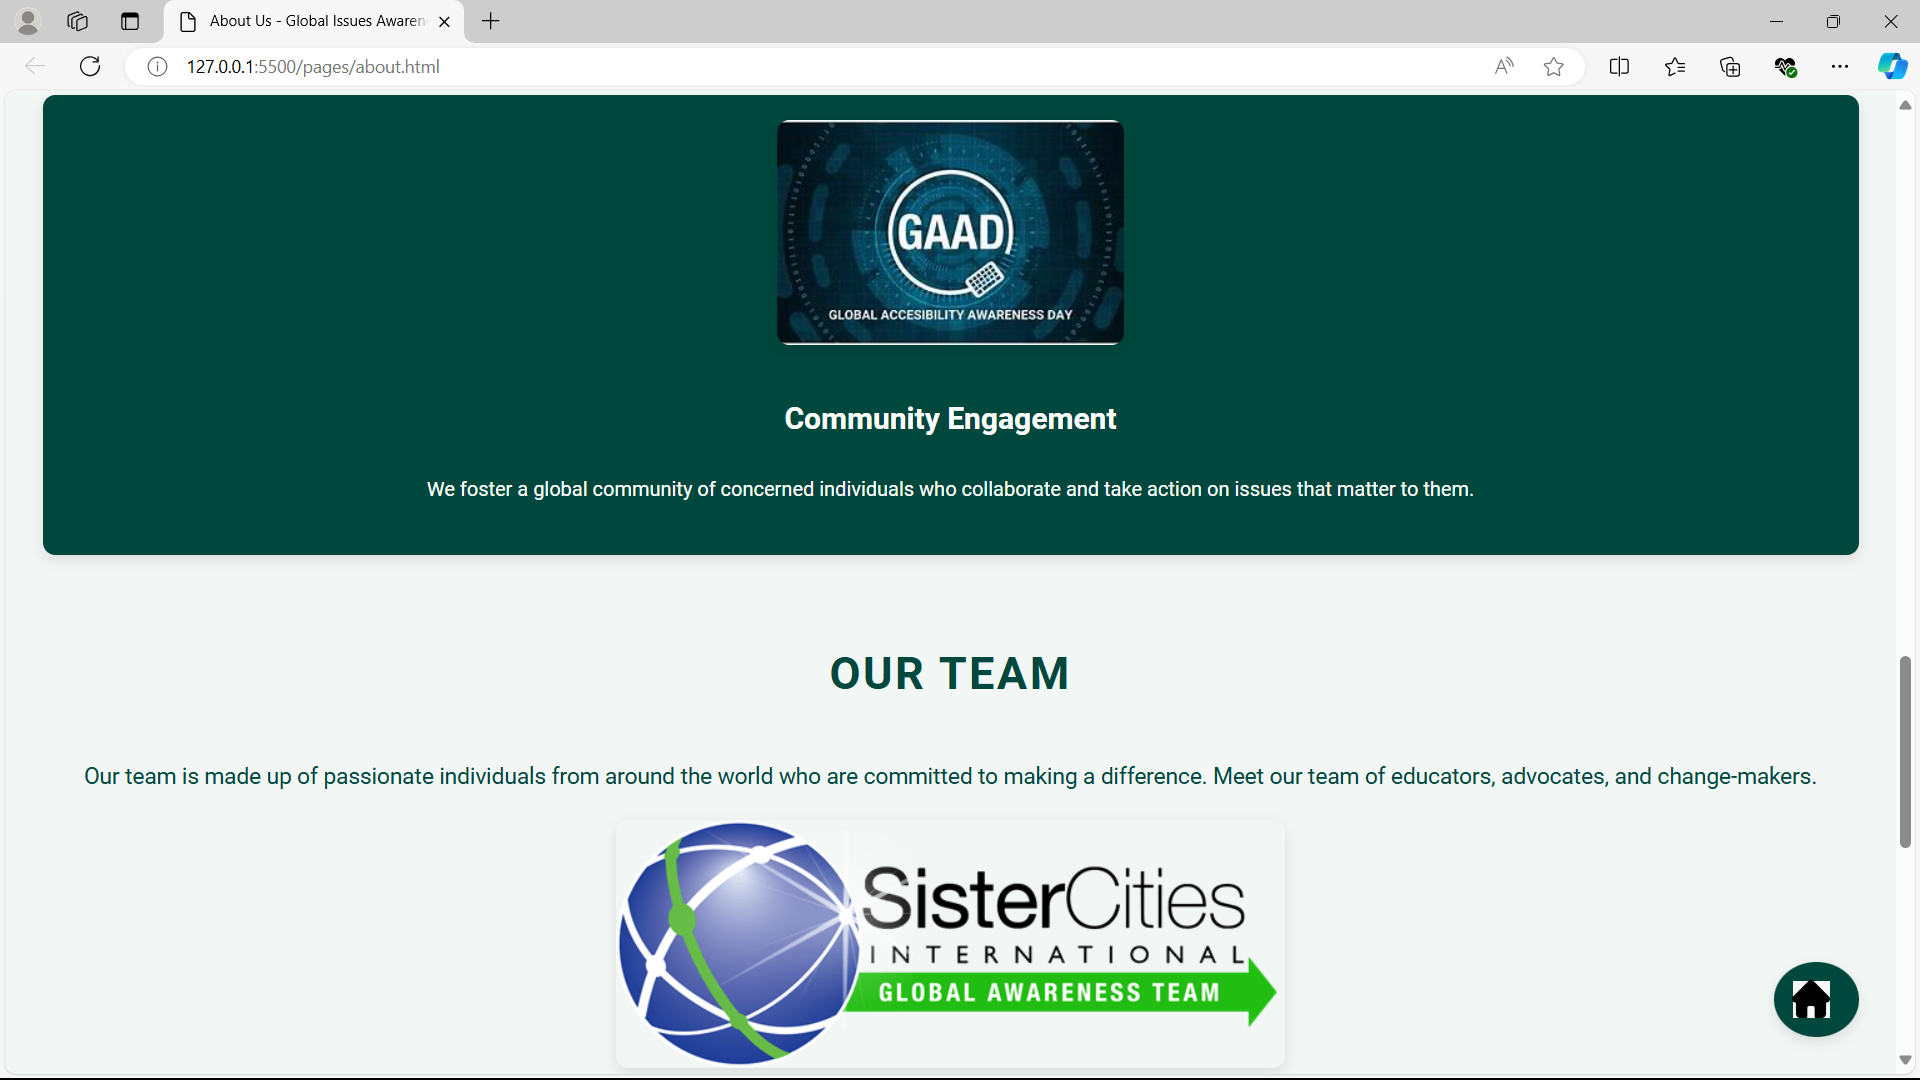 About Us - Global Issues Awaren
127.0.0.1:5500/pages/about.html
GAAD
GLOBAL ACCESIBILITY AWARENESS DAY
Community Engagement
We foster a global community of concerned individuals who collaborate and take action on issues that matter to them.
OUR TEAM
Our team is made up of passionate individuals from around the world who are committed to making a difference. Meet our team of educators, advocates, and change-makers.
SisterCities
INTERNATIONAL
GLOBAL AWARENESS TEAM